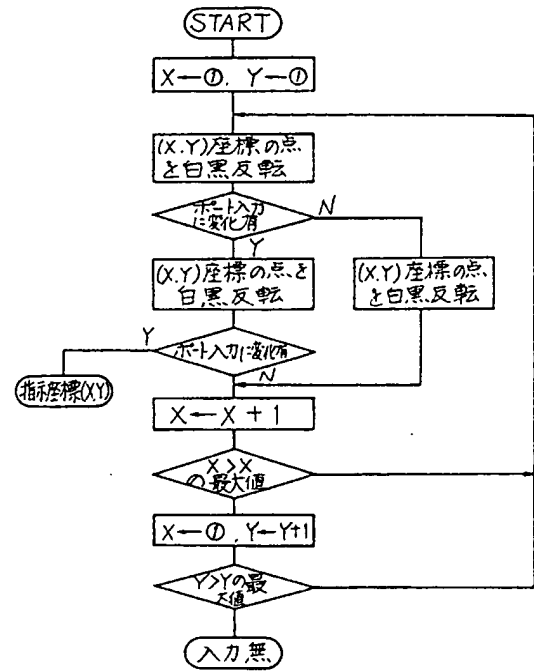 START
X←⓪, Y←⓪
(X,Y)座標の点
を白黒反転
ポート入力
に変化有
N
Y
(X,Y)座標の点を
白黒反転
(X,Y)座標の点
を白黒反転
Y
ポート入力に変化有
N
指示座標(X,Y)
X←X+1
X>X
の最大値
X←⓪, Y←Y+1
Y>Yの最
大値
入力無